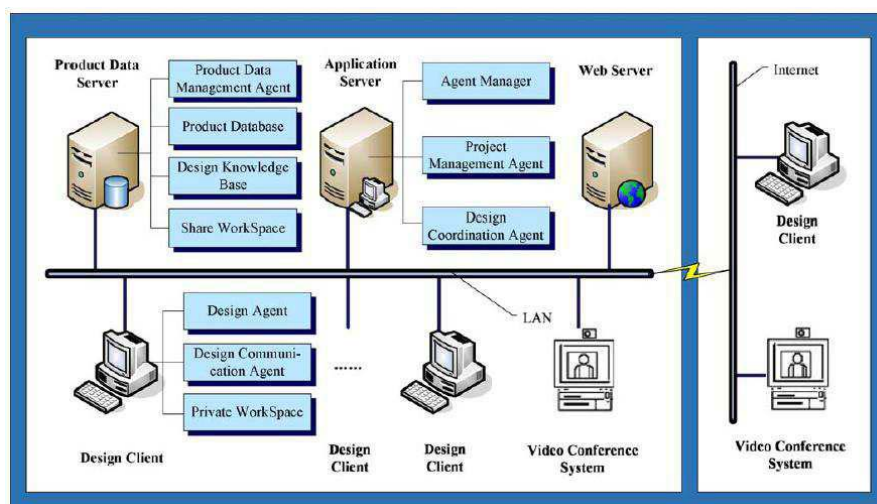 Product Data
Server
Product Data
Management Agent
Product Database
Design Knowledge
Base
Share WorkSpace
Application
Server
Agent Manager
Project
Management Agent
Design
Coordination Agent
Web Server
Internet
Design
Client
LAN
Design Agent
Design Communi-
cation Agent
Private WorkSpace
Design Client
......
Design
Client
Design
Client
Video Conference
System
Video Conference
System